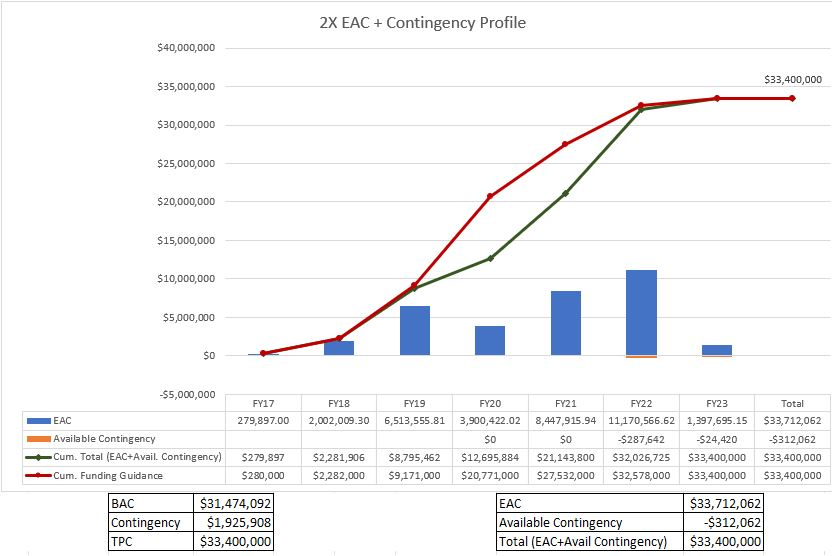 2X EAC + Contingency Profile
$40,000,000
$33,400,000
$35,000,000
$30,000,000
$25,000,000
$20,000,000
$15,000,000
$10,000,000
$5,000,000
$0
-$5,000,000
FY17 FY18 FY19 FY20 FY21 FY22 FY23 Total
EAC 279,897.00 2,002,009.30 6,513,555.81 3,900,422.02 8,447,915.94 11,170,566.62 1,397,695.15 $33,712,062
Available Contingency $0 $0 -$287,642 -$24,420 -$312,062
Cum. Total (EAC+Avail. Contingency) $279,897 $2,281,906 $8,795,462 $12,695,884 $21,143,800 $32,026,725 $33,400,000 $33,400,000
Cum. Funding Guidance $280,000 $2,282,000 $9,171,000 $20,771,000 $27,532,000 $32,578,000 $33,400,000 $33,400,000
BAC $31,474,092
Contingency $1,925,908
TPC $33,400,000
EAC $33,712,062
Available Contingency -$312,062
Total (EAC+Avail Contingency) $33,400,000